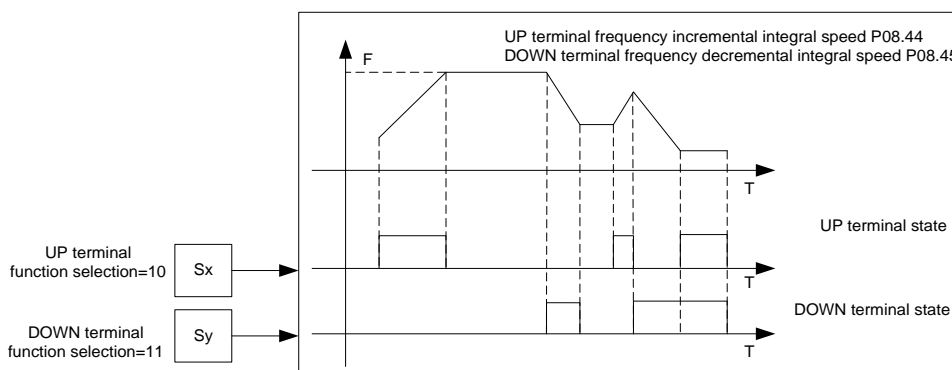 UP terminal frequency incremental integral speed P08.44
DOWN terminal frequency decremental integral speed P08.45
F
T
UP terminal state
UP terminal
function selection=10
Sx
T
DOWN terminal state
DOWN terminal
function selection=11
Sy
T